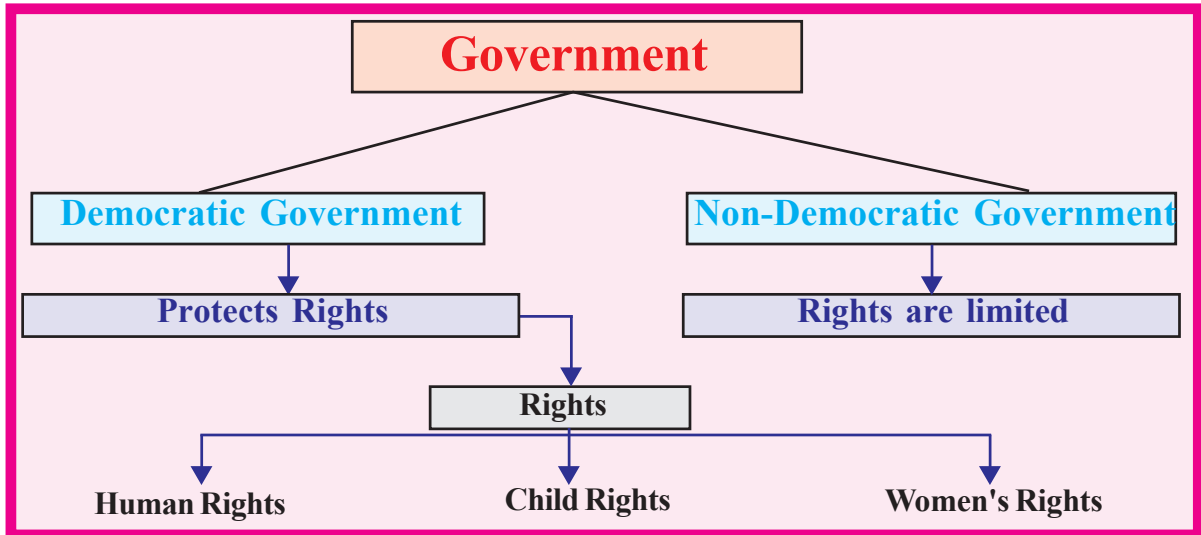 Government
Democratic Government
Non-Democratic Government
Protects Rights
Rights are limited
Rights
Human Rights
Child Rights
Women's Rights